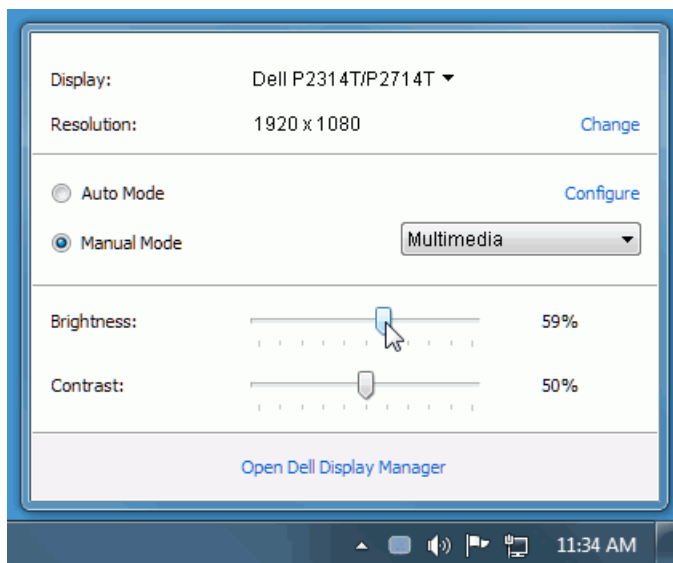 Display: Dell P2314T/P2714T
Resolution: 1920 x 1080 Change
Auto Mode Configure
Manual Mode Multimedia
Brightness: 59%
Contrast: 50%
Open Dell Display Manager
11:34 AM